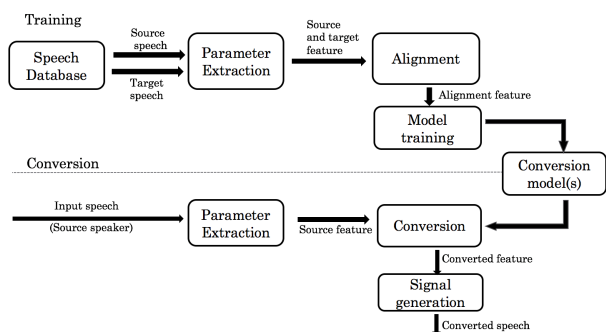 Training
Speech
Database
Source
speech
Target
speech
Parameter
Extraction
Source
and target
feature
Alignment
Alignment feature
Model
training
Conversion
model(s)
Conversion
Input speech
(Source speaker)
Parameter
Extraction
Source feature
Conversion
Converted feature
Signal
generation
Converted speech